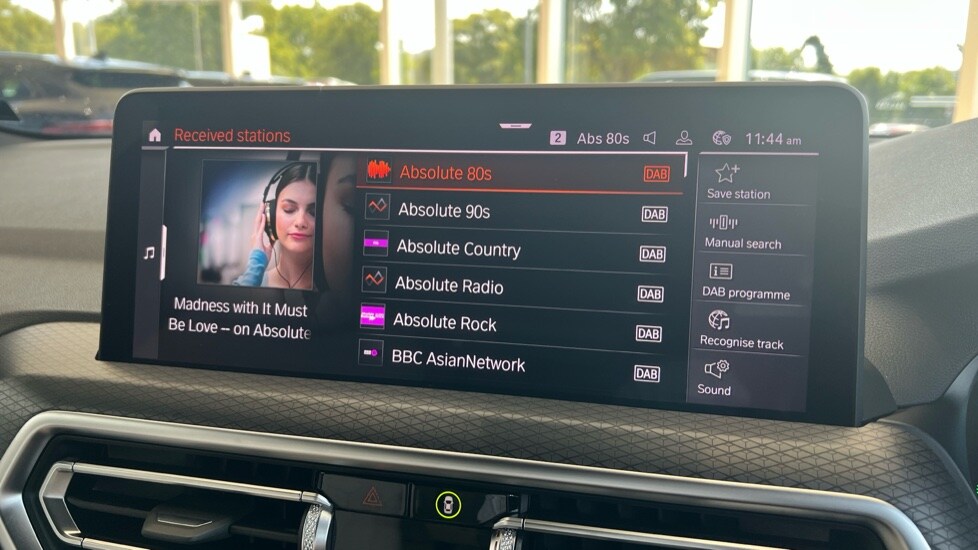 Received stations
2 Abs 80s 11:44 am
Absolute 80s DAB
Absolute 90s DAB
Absolute Country DAB
Absolute Radio DAB
Absolute Rock DAB
BBC AsianNetwork DAB
Madness with It Must
Be Love – on Absolute
Save station
Manual search
DAB programme
Recognise track
Sound